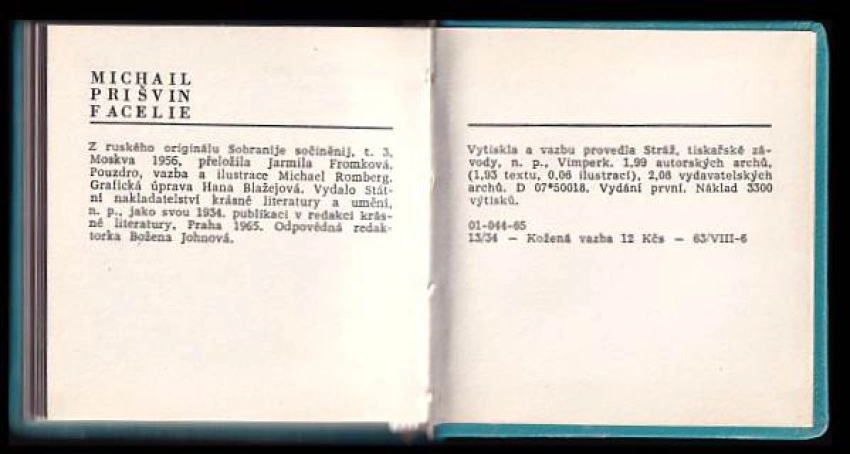 MICHAIL
PRIŠVIN
FACELIE
Z ruského originálu Sobranije sočiněnij, t. 3,
Moskva 1956, přeložila Jarmila Fromková.
Pouzdro, vazba a ilustrace Michael Romberg.
Grafická úprava Hana Blažejová. Vydalo Stát-
ní nakladatelství krásné literatury a umění,
n. p., jako svou 1934. publikaci v redakci krás-
né literatury, Praha 1965. Odpovědná redak-
torka Božena Johnová.
Vytiskla a vazbu provedla Stráž, tiskařské zá-
vody, n. p., Vimperk. 1,99 autorských archů,
(1,93 textu, 0,06 ilustrací), 2,08 vydavatelských
archů. D 07*50018. Vydání první. Náklad 3300
výtisků.
01-044-65
13/34 — Kožená vazba 12 Kčs — 63/VIII-6